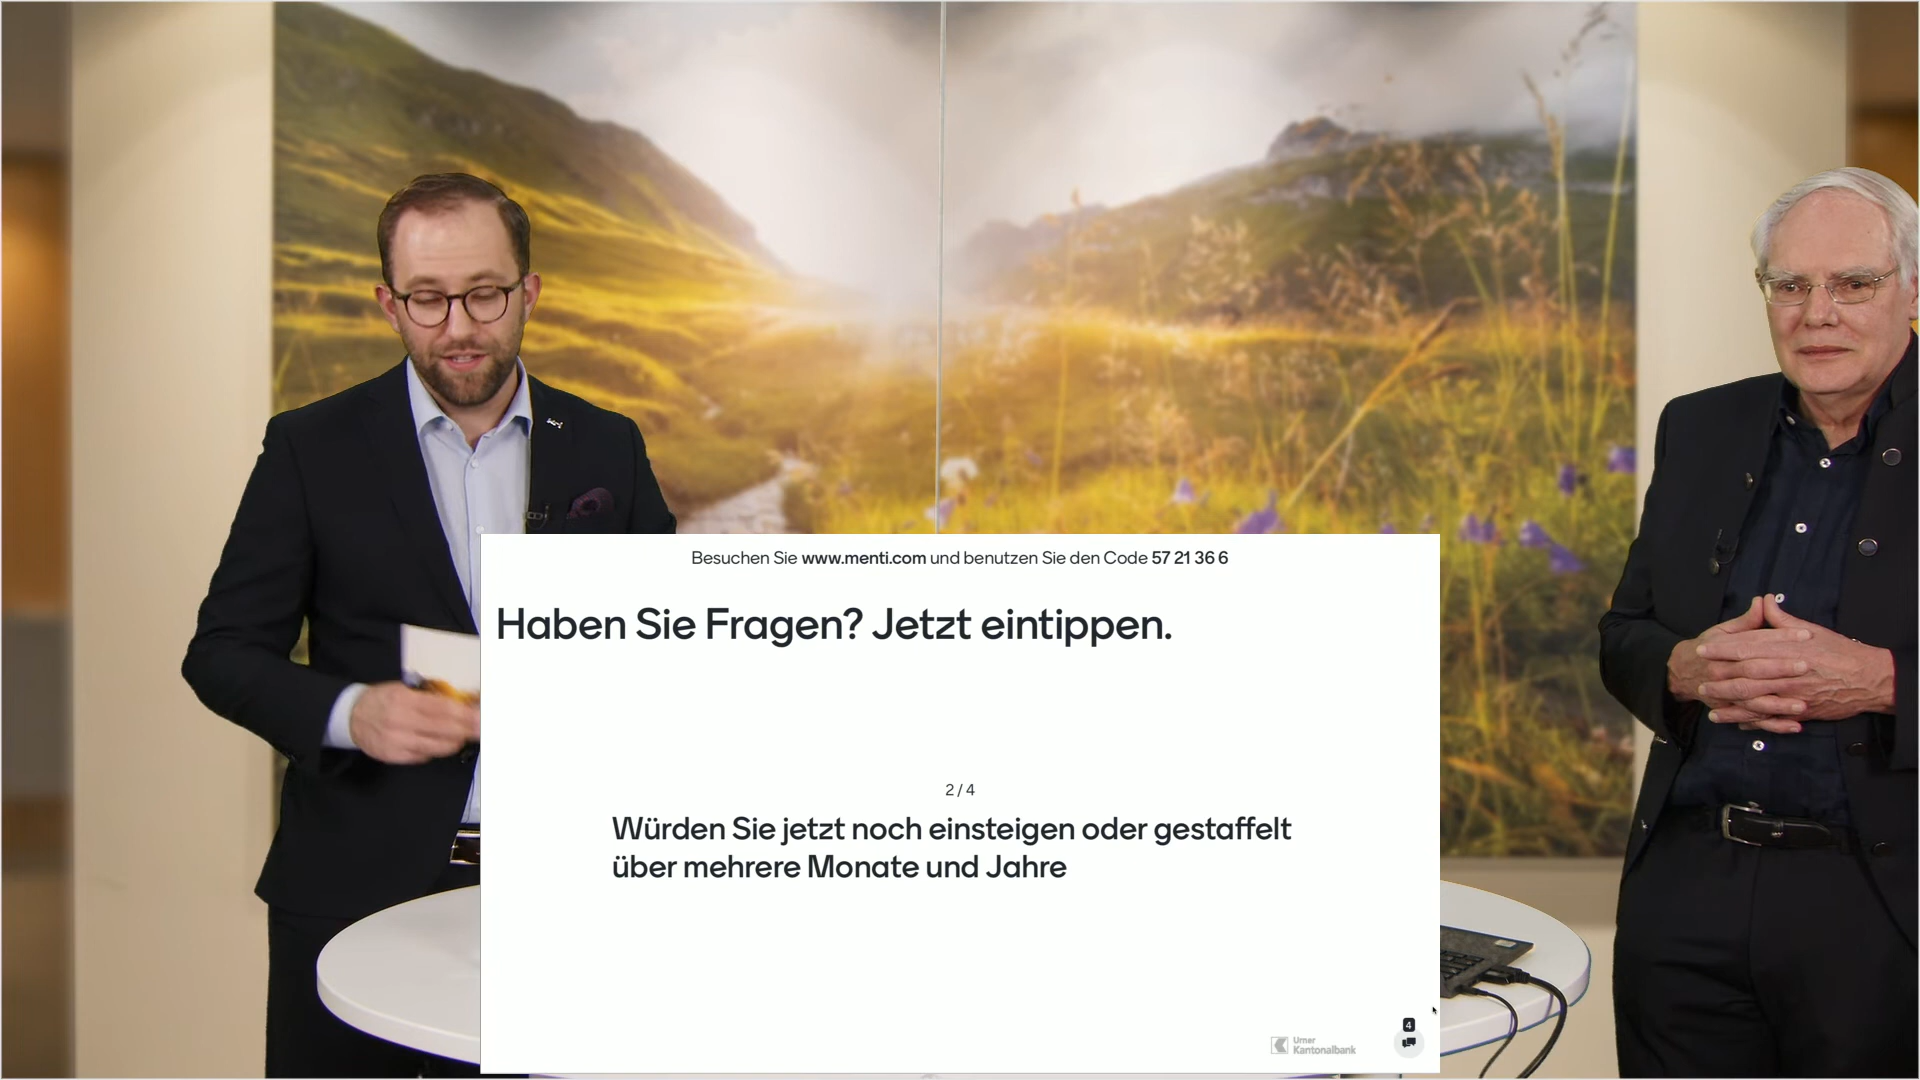 Besuchen Sie www.menti.com und benutzen Sie den Code 57 21 36 6
Haben Sie Fragen? Jetzt eintippen.
2 / 4
Würden Sie jetzt noch einsteigen oder gestaffelt
über mehrere Monate und Jahre
4
Urner
Kantonalbank